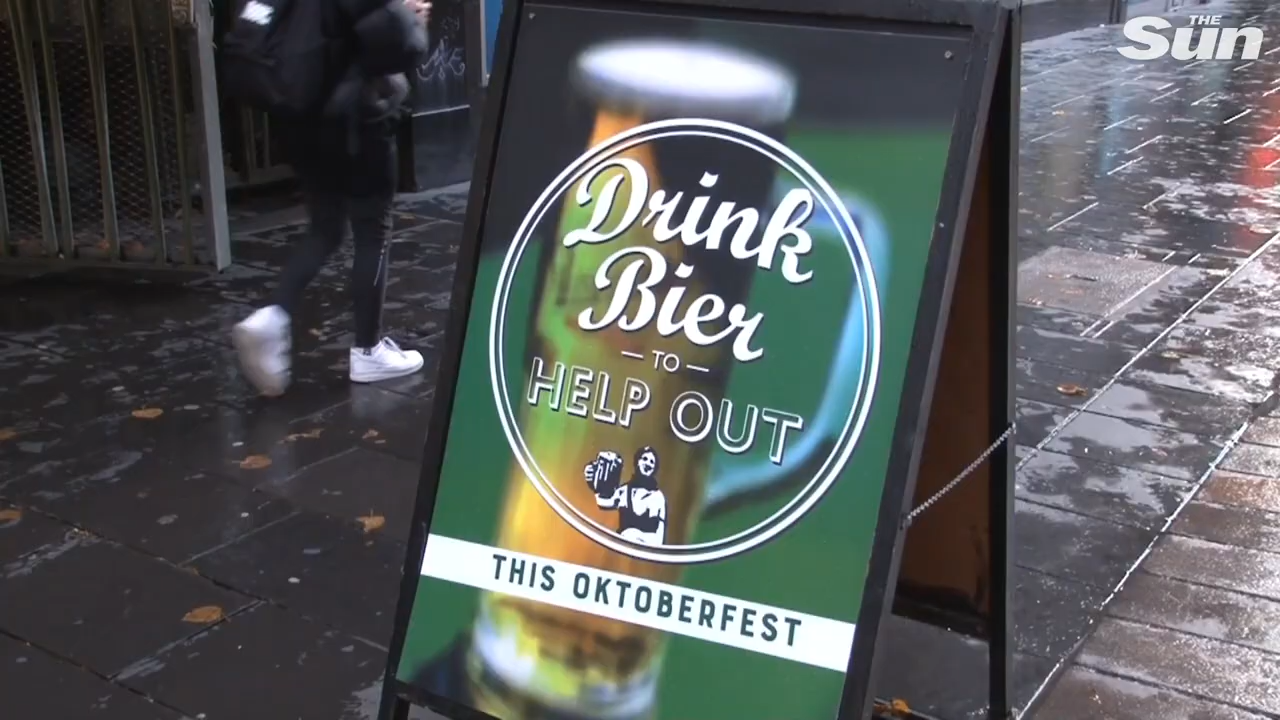 THE
Sun
Drink
Bier
TO
HELP OUT
THIS OKTOBERFEST